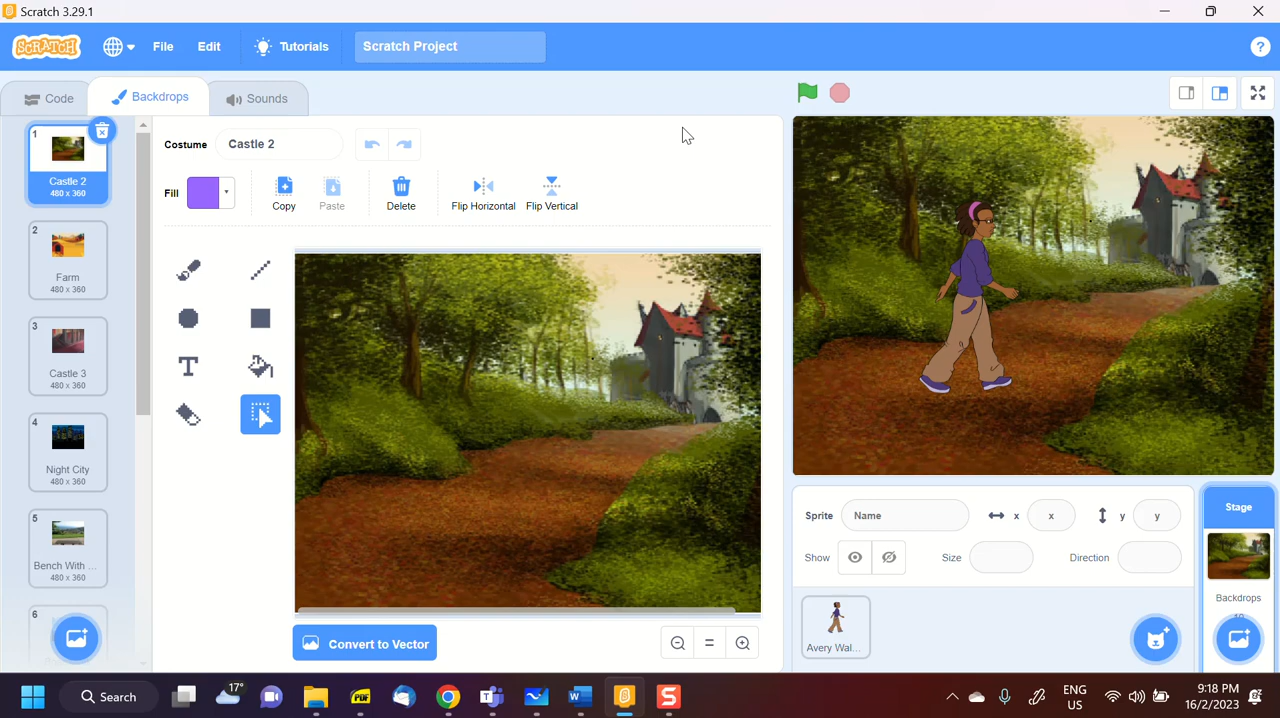 Scratch 3.29.1
SCRATCH File Edit Tutorials Scratch Project ?
Code Backdrops Sounds
1
Castle 2
480 x 360
2
Farm
480 x 360
3
Castle 3
480 x 360
4
Night City
480 x 360
5
Bench With ...
480 x 360
6
Costume Castle 2
Fill Copy Paste Delete Flip Horizontal Flip Vertical
T
Convert to Vector
Sprite Name x x y y
Show Size Direction
Avery Wal...
Stage
Backdrops
Search
17°
PDF
T
W
S
ENG
US
9:18 PM
16/2/2023